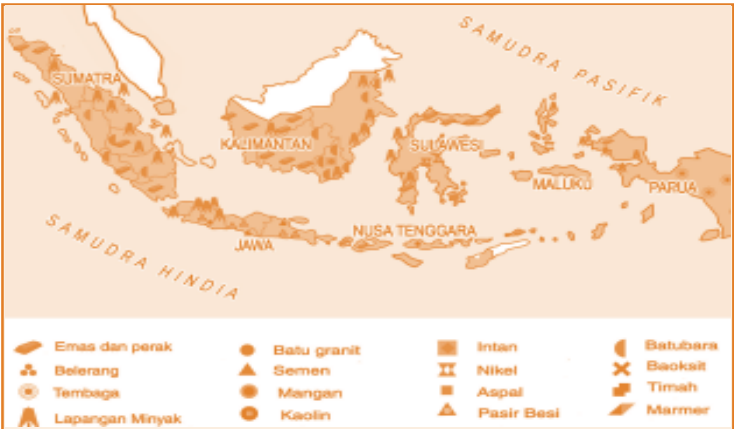 SAMUDRA PASIFIK
SUMATRA
KALIMANTAN
SULAWESI
MALUKU
PAPUA
NUSA TENGGARA
JAWA
SAMUDRA HINDIA
Emas dan perak
Belerang
Tembaga
Lapangan Minyak
Batu granit
Semen
Mangan
Kaolin
Intan
Nikel
Aspal
Pasir Besi
Batubara
Baoksit
Timah
Marmer